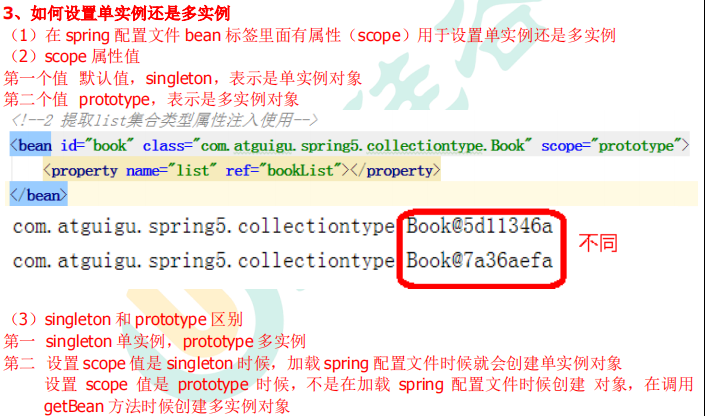 3、如何设置单实例还是多实例
（1）在 spring 配置文件 bean 标签里面有属性（scope）用于设置单实例还是多实例
（2）scope 属性值
第一个值 默认值，singleton，表示是单实例对象
第二个值 prototype，表示是多实例对象
<!--2 提取list集合类型属性注入使用-->
<bean id="book" class="com.atguigu.spring5.collectiontype.Book" scope="prototype">
<property name="list" ref="bookList"></property>
</bean>
com.atguigu.spring5.collectiontype.Book@5d11346a
com.atguigu.spring5.collectiontype.Book@7a36aefa
不同
（3）singleton 和 prototype 区别
第一 singleton 单实例，prototype 多实例
第二 设置 scope 值是 singleton 时候，加载 spring 配置文件时候就会创建单实例对象
设置 scope 值是 prototype 时候，不是在加载 spring 配置文件时候创建 对象，在调用
getBean 方法时候创建多实例对象